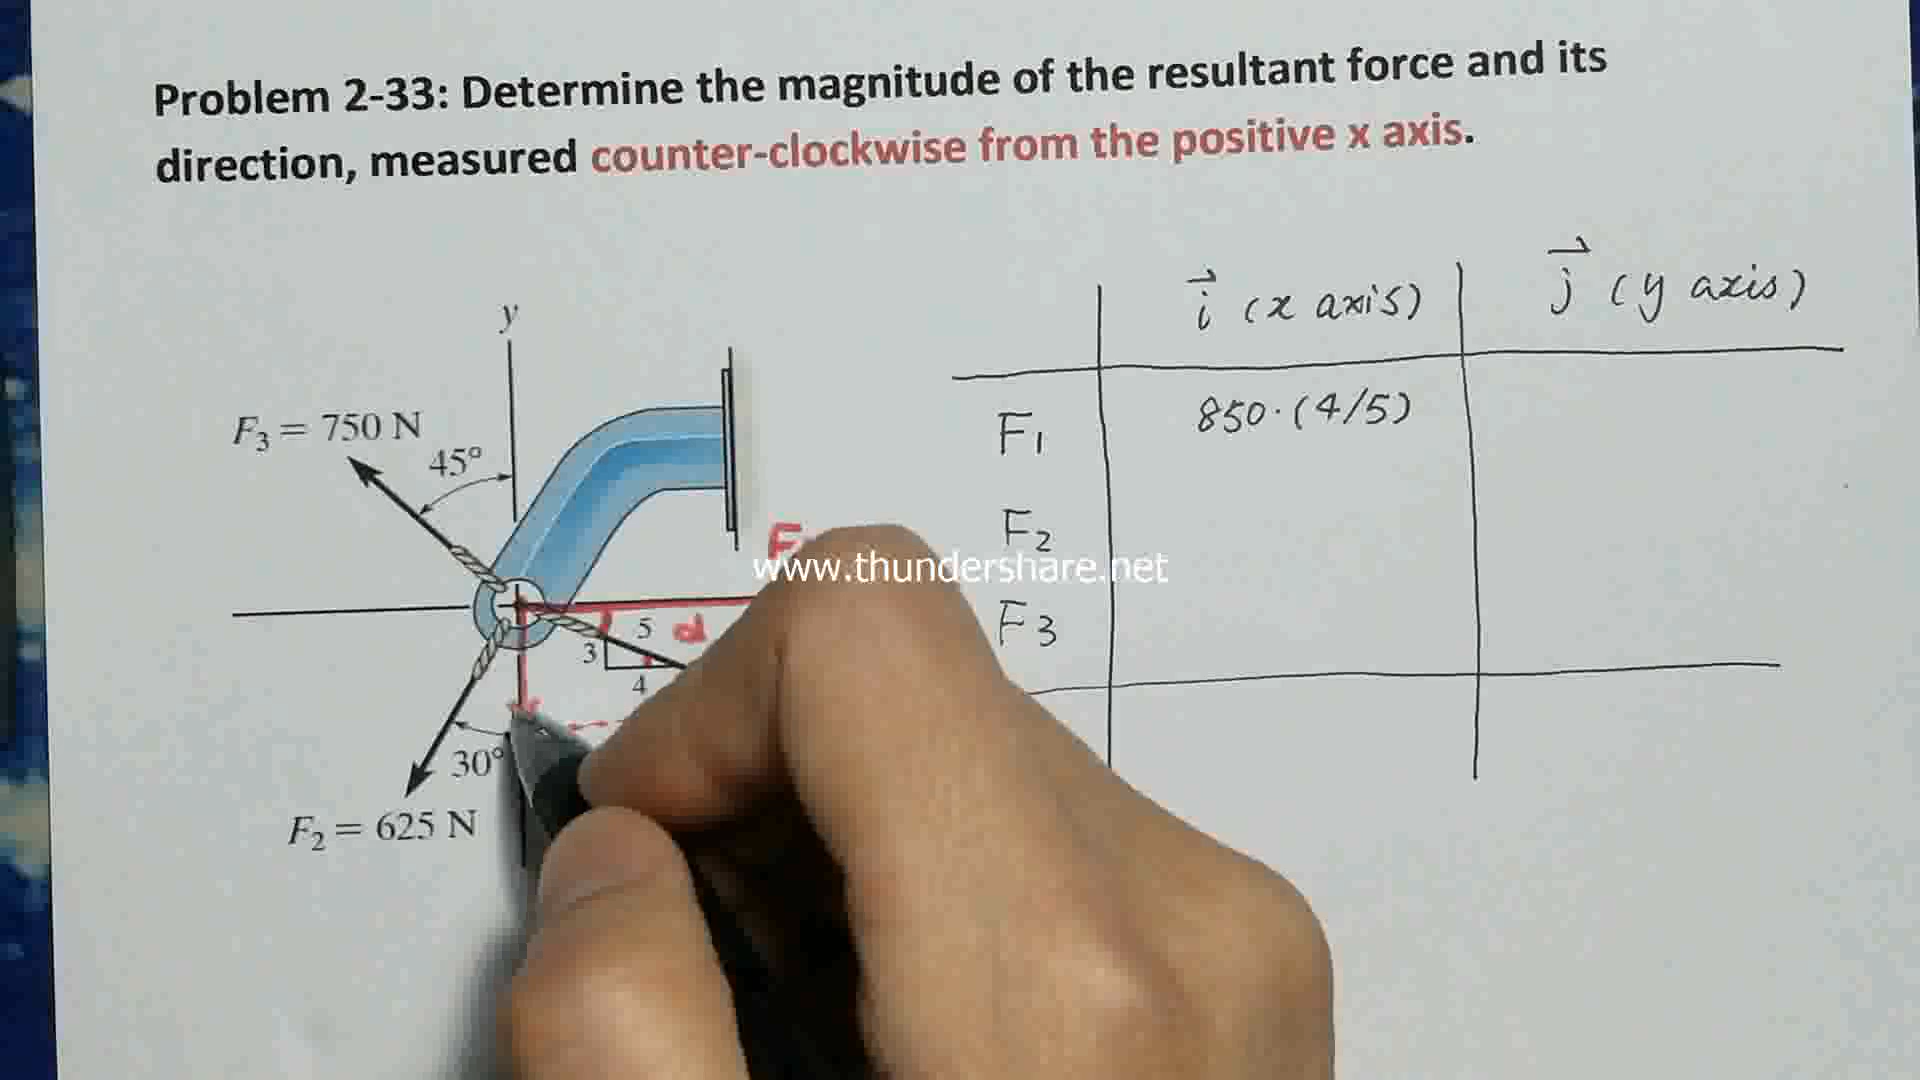 Problem 2-33: Determine the magnitude of the resultant force and its
direction, measured counter-clockwise from the positive x axis.
i (x axis)
j (y axis)
y
F3 = 750 N
45°
850·(4/5)
F1
F2
F3
F
www.thundershare.net
5
α
3
4
30°
F2 = 625 N